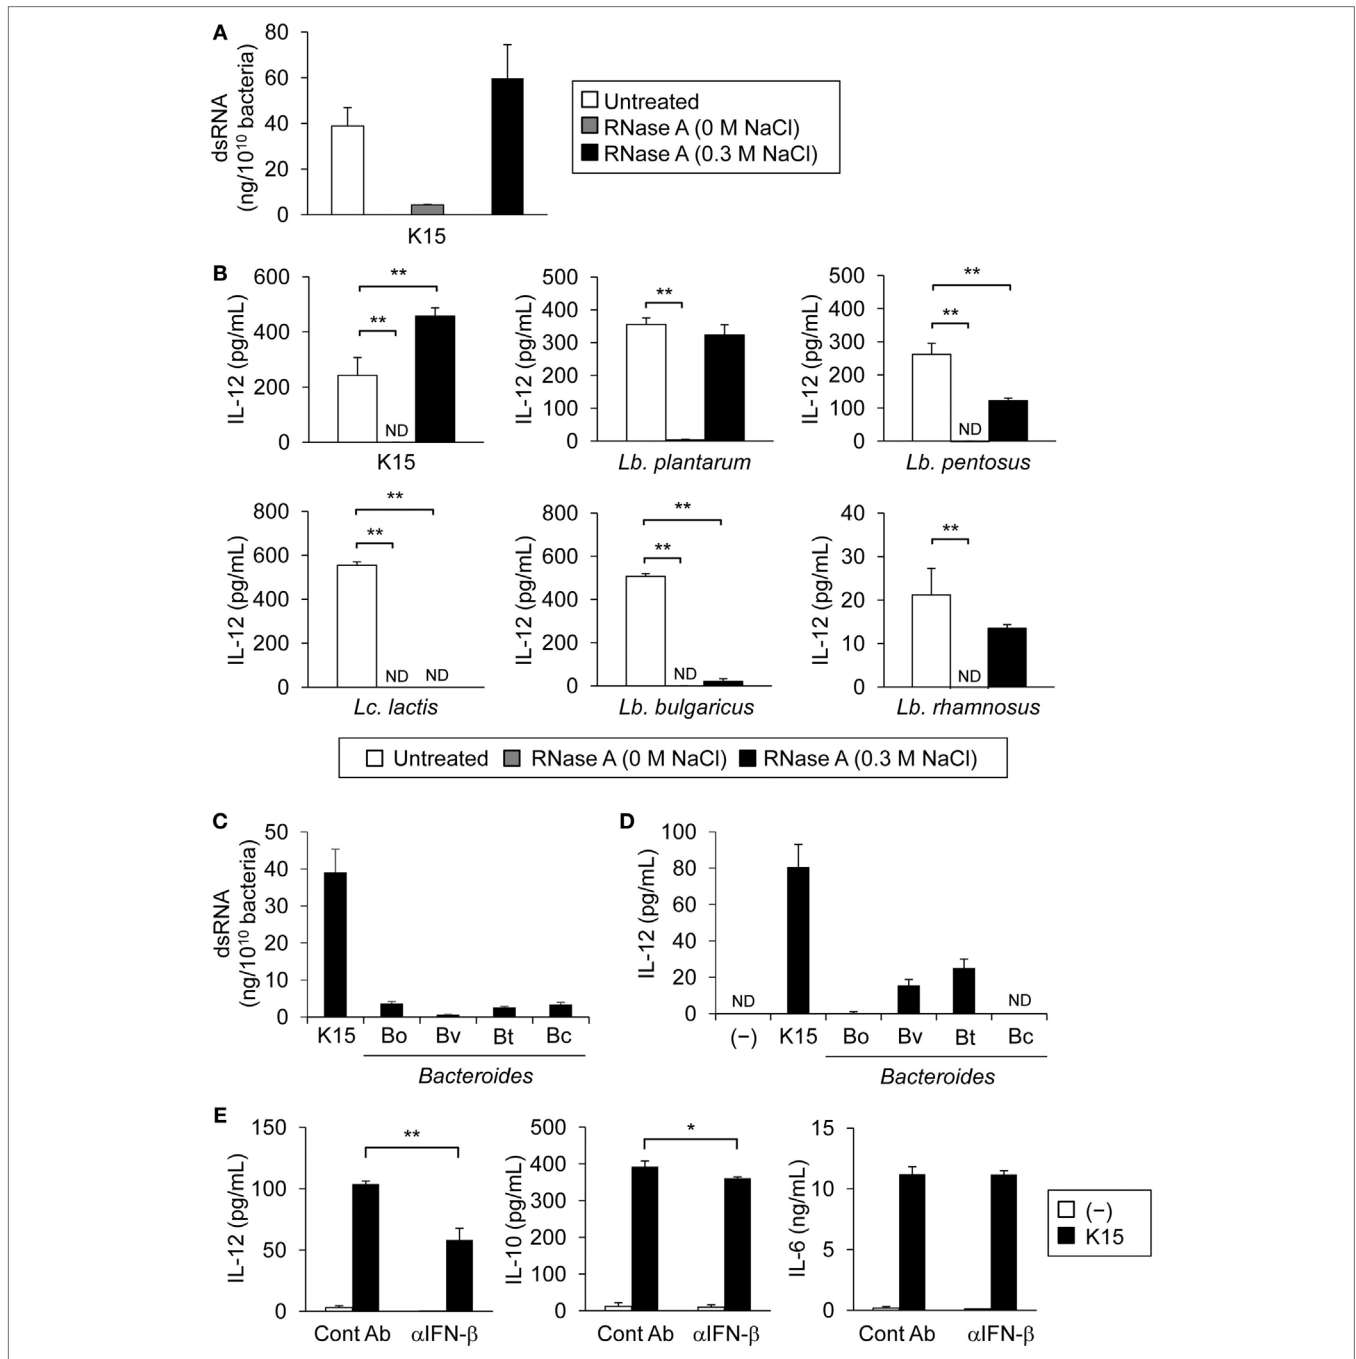 A
dsRNA
(ng/10¹⁰ bacteria)
80
60
40
20
0
K15
Untreated
RNase A (0 M NaCl)
RNase A (0.3 M NaCl)
B
IL-12 (pg/mL)
600
400
200
0
**
**
ND
K15
IL-12 (pg/mL)
500
400
300
200
100
0
**
Lb. plantarum
IL-12 (pg/mL)
500
400
300
200
100
0
**
**
ND
Lb. pentosus
IL-12 (pg/mL)
800
600
400
200
0
**
**
ND ND
Lc. lactis
IL-12 (pg/mL)
800
600
400
200
0
**
**
ND
Lb. bulgaricus
IL-12 (pg/mL)
40
30
20
10
0
**
ND
Lb. rhamnosus
Untreated RNase A (0 M NaCl) RNase A (0.3 M NaCl)
C
dsRNA
(ng/10¹⁰ bacteria)
50
40
30
20
10
0
K15 Bo Bv Bt Bc
Bacteroides
D
IL-12 (pg/mL)
100
80
60
40
20
0
ND ND
(−) K15 Bo Bv Bt Bc
Bacteroides
E
IL-12 (pg/mL)
150
100
50
0
**
Cont Ab αIFN-β
IL-10 (pg/mL)
500
400
300
200
100
0
*
Cont Ab αIFN-β
IL-6 (ng/mL)
15
10
5
0
Cont Ab αIFN-β
(−)
K15